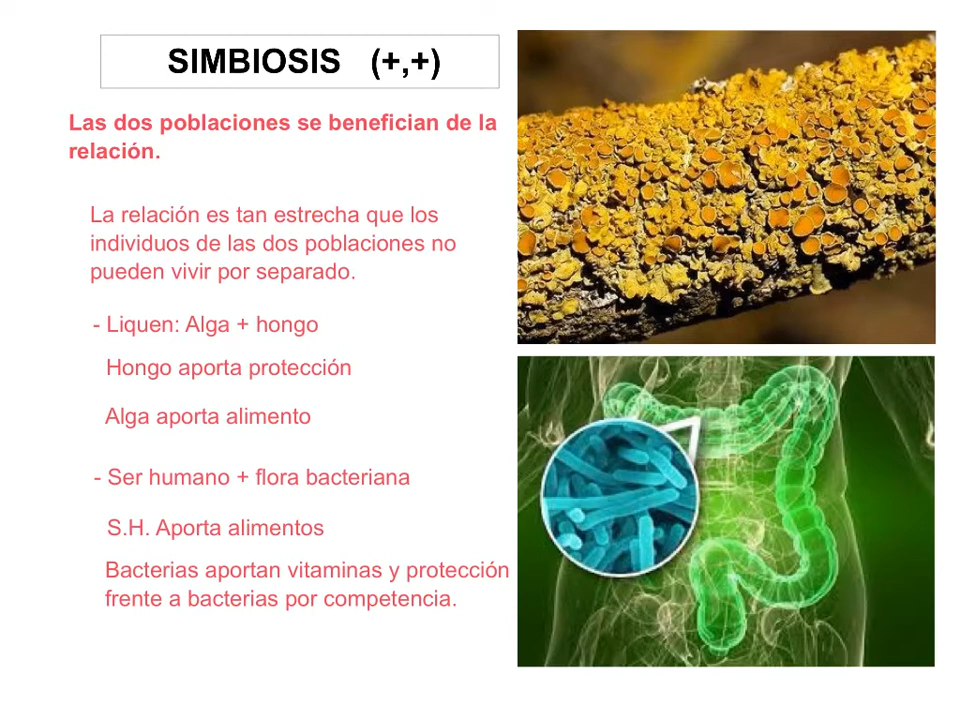 SIMBIOSIS (+,+)
Las dos poblaciones se benefician de la
relación.
La relación es tan estrecha que los
individuos de las dos poblaciones no
pueden vivir por separado.
- Liquen: Alga + hongo
Hongo aporta protección
Alga aporta alimento
- Ser humano + flora bacteriana
S.H. Aporta alimentos
Bacterias aportan vitaminas y protección
frente a bacterias por competencia.